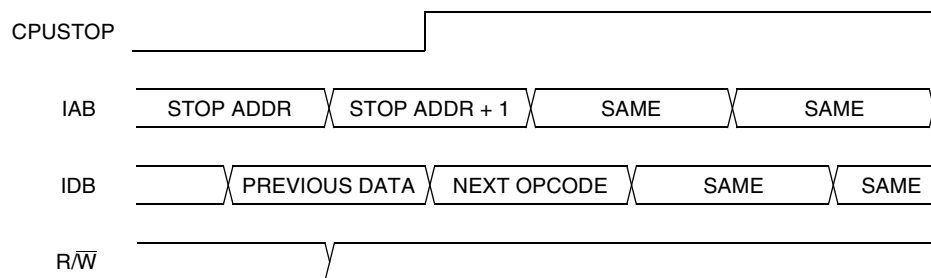 CPUSTOP
IAB STOP ADDR STOP ADDR + 1 SAME SAME
IDB PREVIOUS DATA NEXT OPCODE SAME SAME
R/W̅